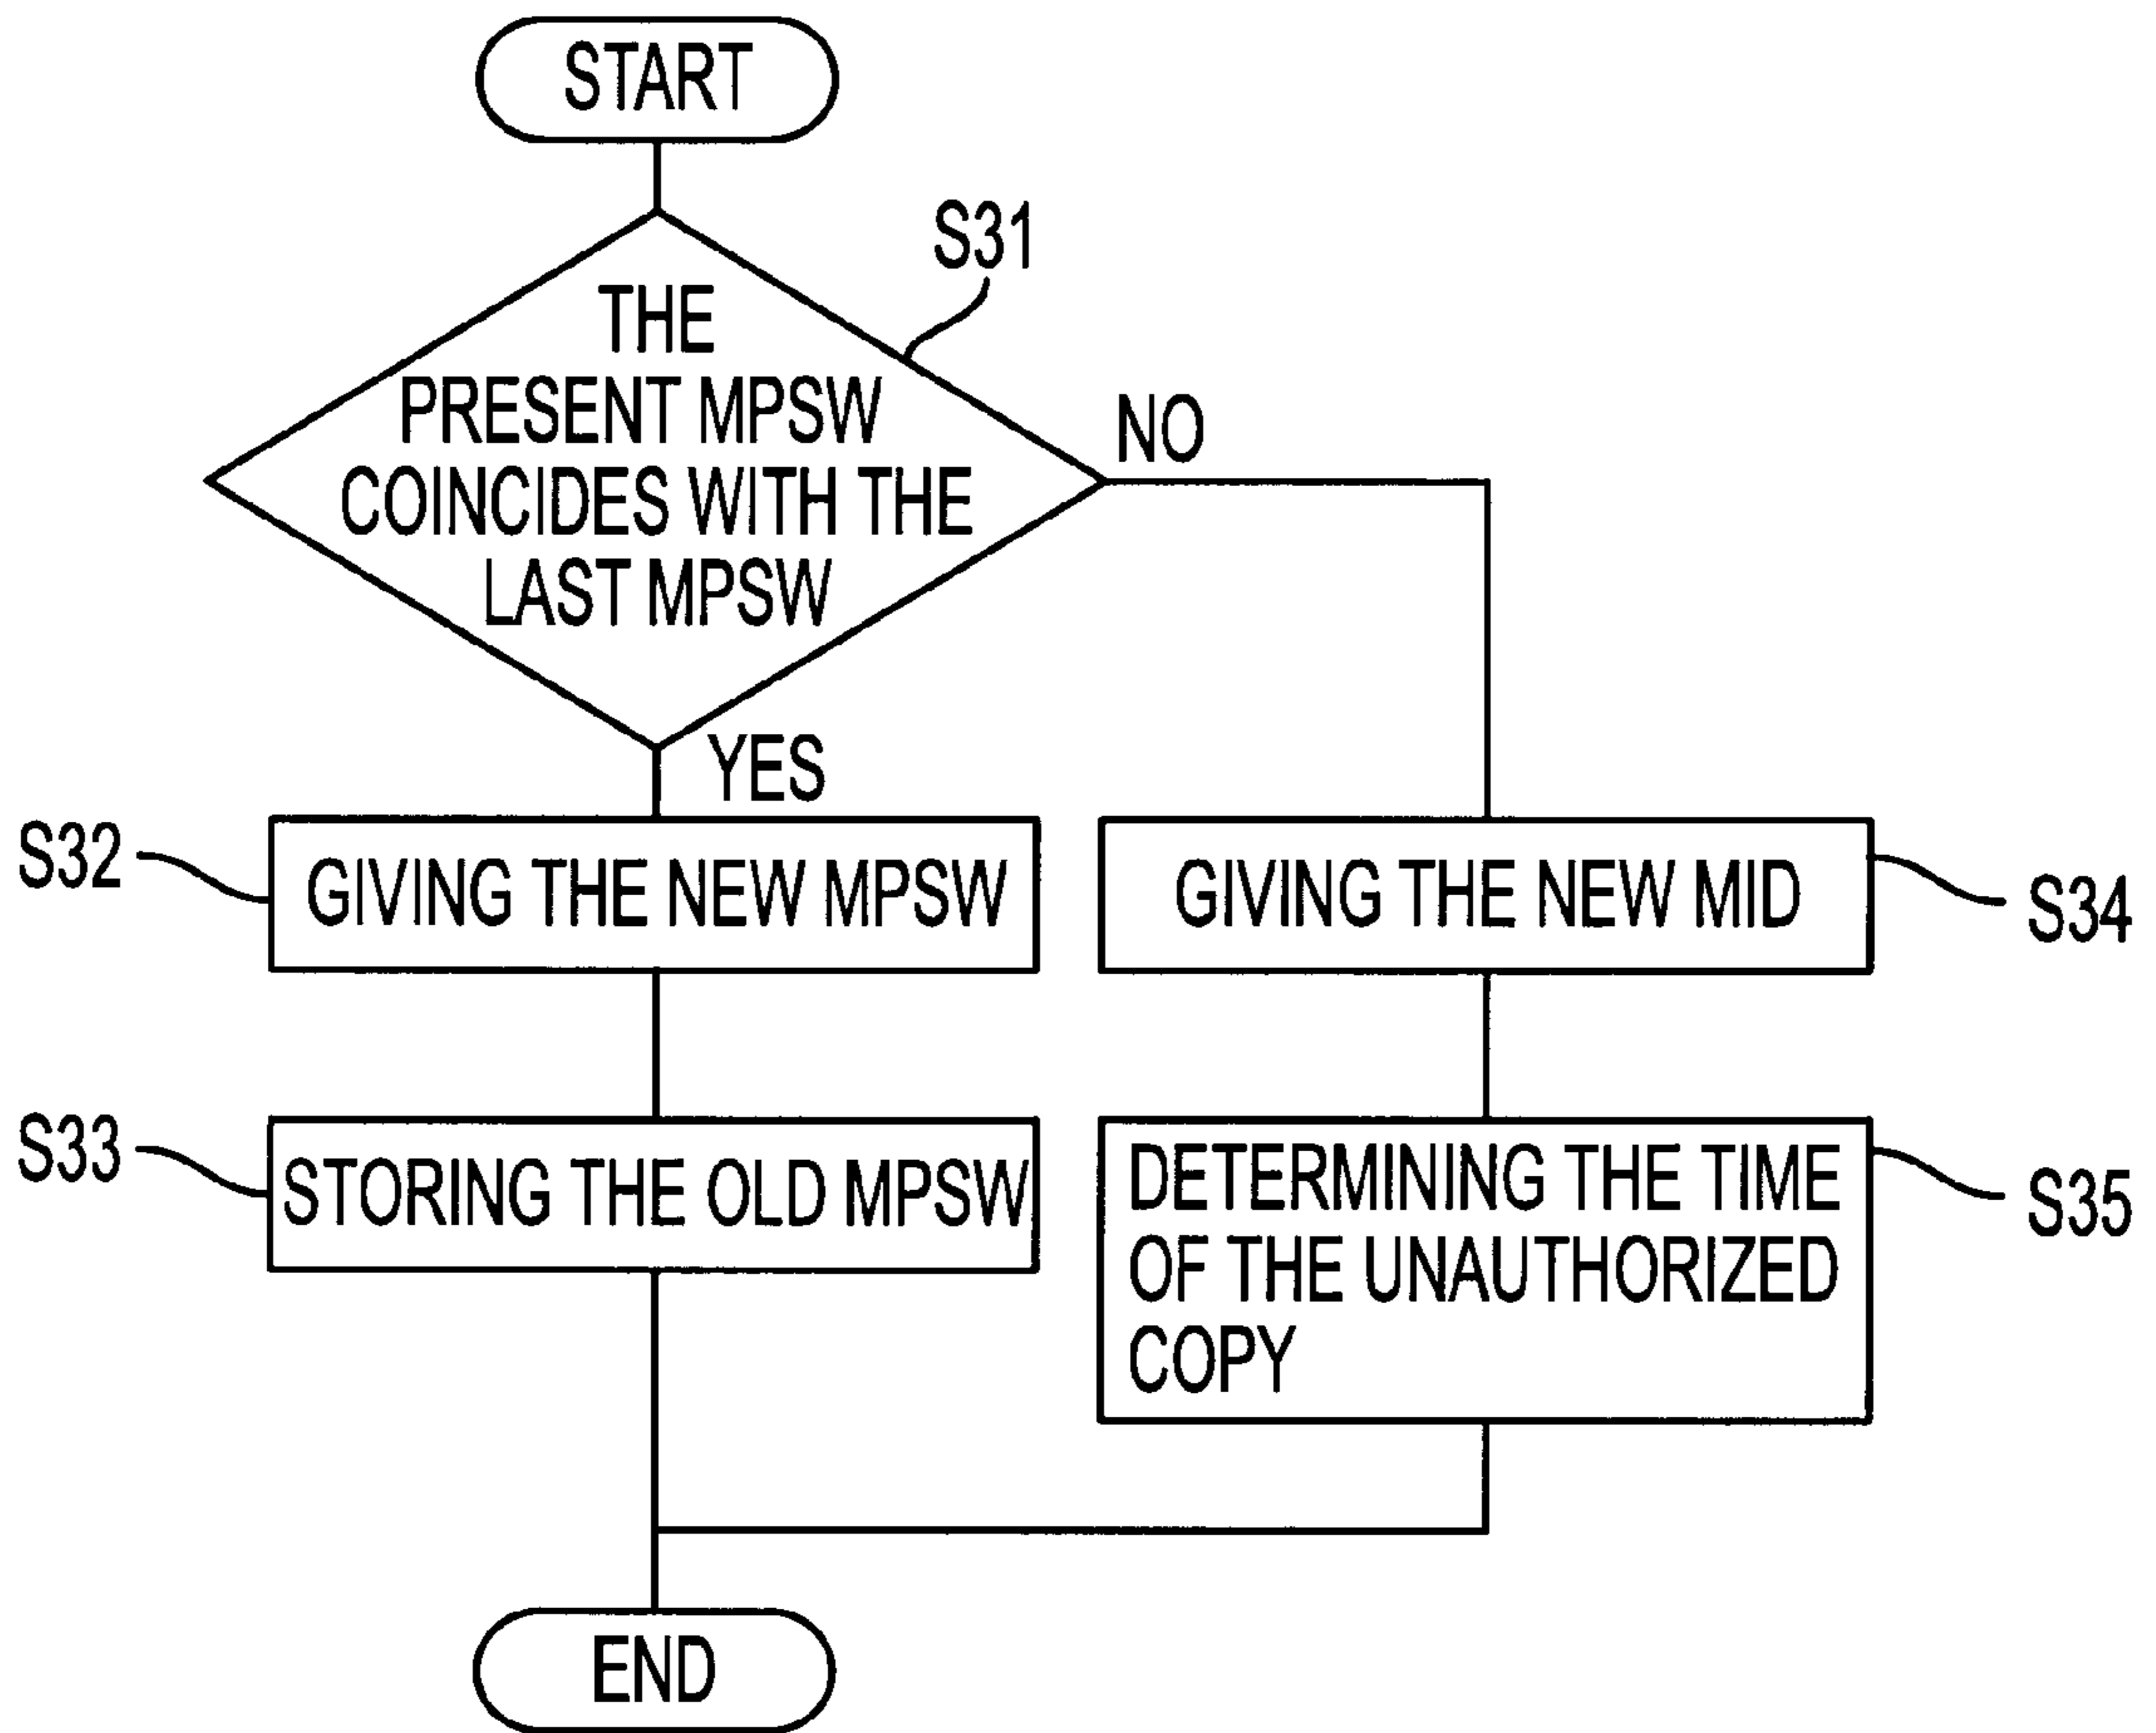 START
S31
THE
PRESENT MPSW
COINCIDES WITH THE
LAST MPSW
NO
YES
S32
GIVING THE NEW MPSW
GIVING THE NEW MID
S34
S33
STORING THE OLD MPSW
DETERMINING THE TIME
OF THE UNAUTHORIZED
COPY
S35
END